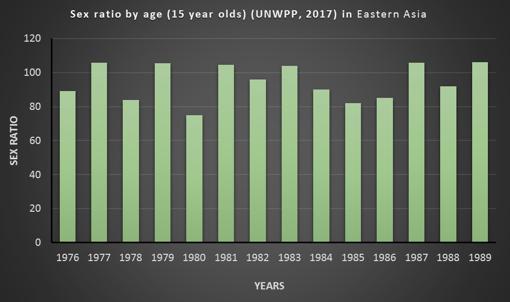 Sex ratio by age (15 year olds) (UNWPP, 2017) in Eastern Asia
120
100
80
60
40
20
0
SEX RATIO
1976 1977 1978 1979 1980 1981 1982 1983 1984 1985 1986 1987 1988 1989
YEARS